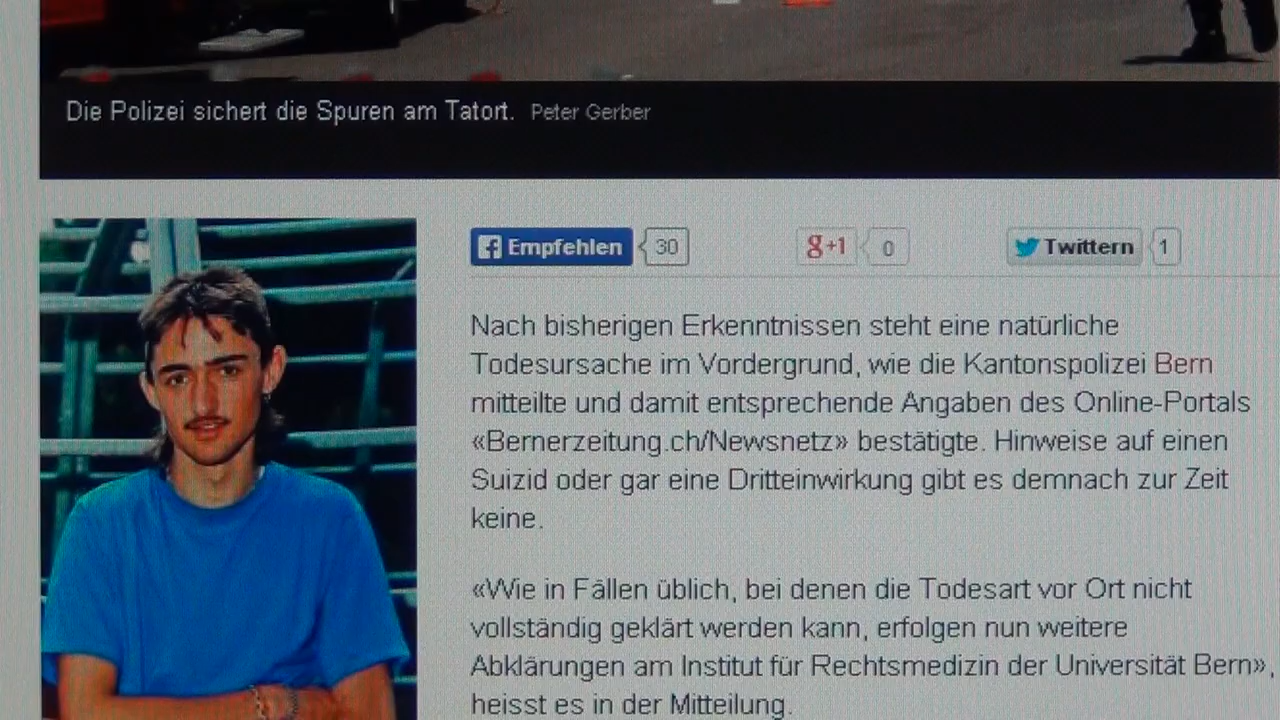 Die Polizei sichert die Spuren am Tatort. Peter Gerber
Empfehlen 30
g+1 0
Twittern 1
Nach bisherigen Erkenntnissen steht eine natürliche
Todesursache im Vordergrund, wie die Kantonspolizei Bern
mitteilte und damit entsprechende Angaben des Online-Portals
«Bernerzeitung.ch/Newsnetz» bestätigte. Hinweise auf einen
Suizid oder gar eine Dritteinwirkung gibt es demnach zur Zeit
keine.
«Wie in Fällen üblich, bei denen die Todesart vor Ort nicht
vollständig geklärt werden kann, erfolgen nun weitere
Abklärungen am Institut für Rechtsmedizin der Universität Bern»,
heisst es in der Mitteilung.